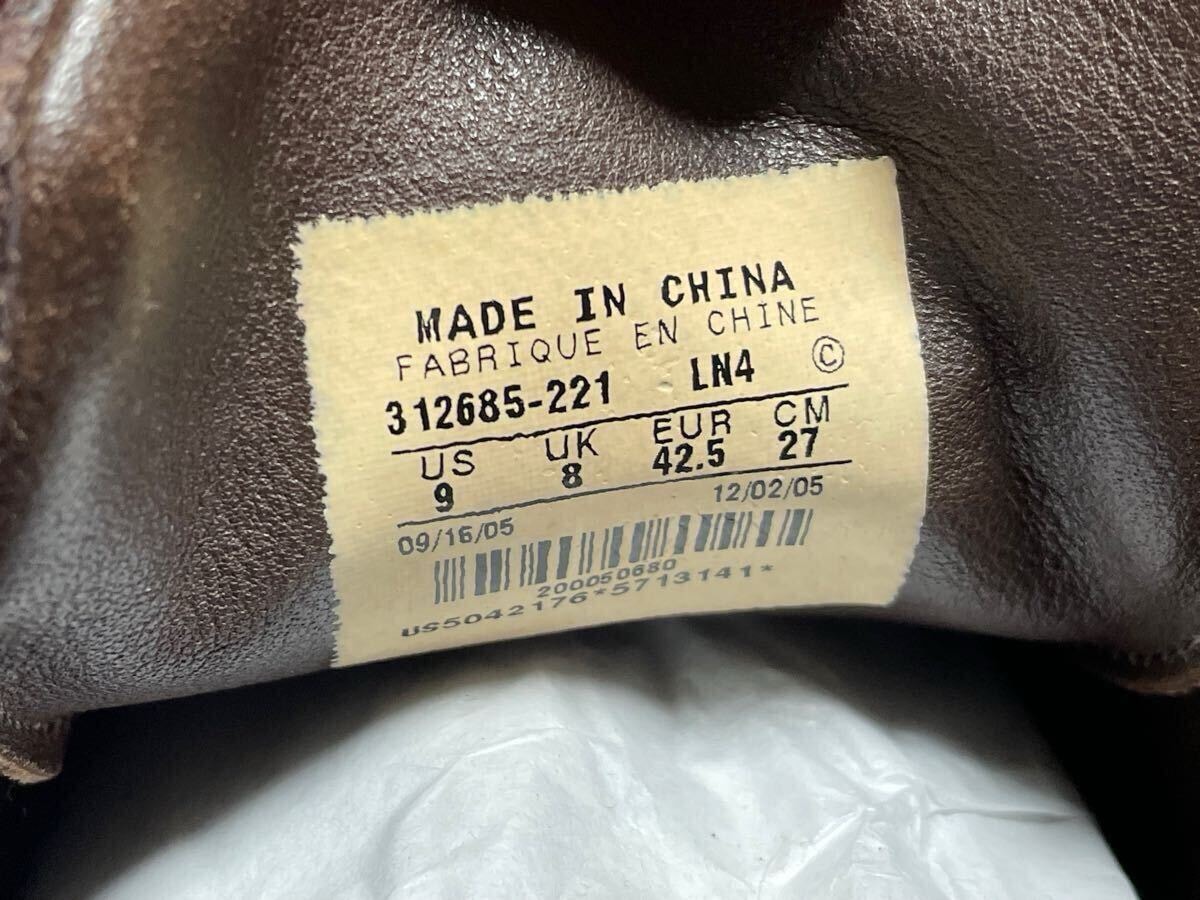 MADE IN CHINA
FABRIQUE EN CHINE
312685-221 LN4 ©
US UK EUR CM
9 8 42.5 27
09/16/05 12/02/05
200050680
US5042176*5713141*